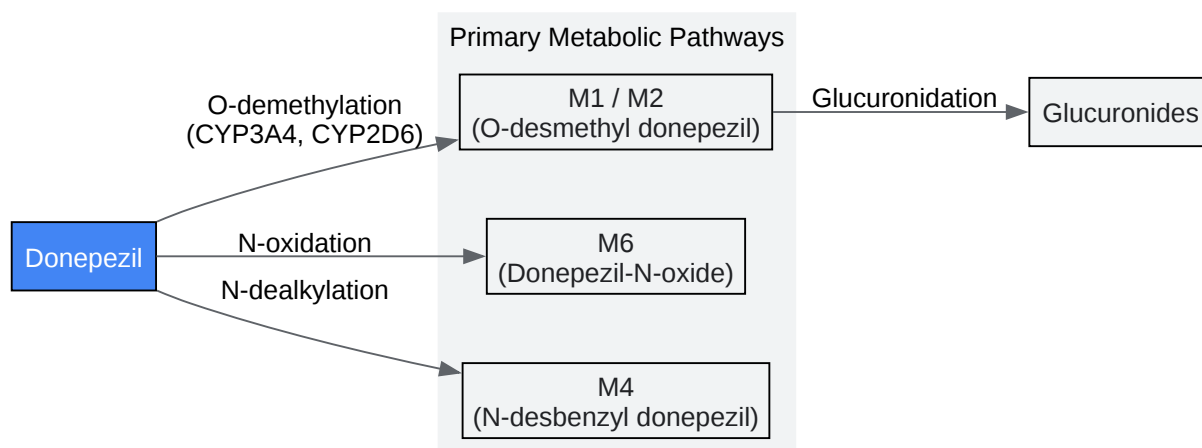 Primary Metabolic Pathways
O-demethylation
(CYP3A4, CYP2D6)
M1 / M2
(O-desmethyl donepezil)
Glucuronidation
Glucuronides
Donepezil
N-oxidation
M6
(Donepezil-N-oxide)
N-dealkylation
M4
(N-desbenzyl donepezil)